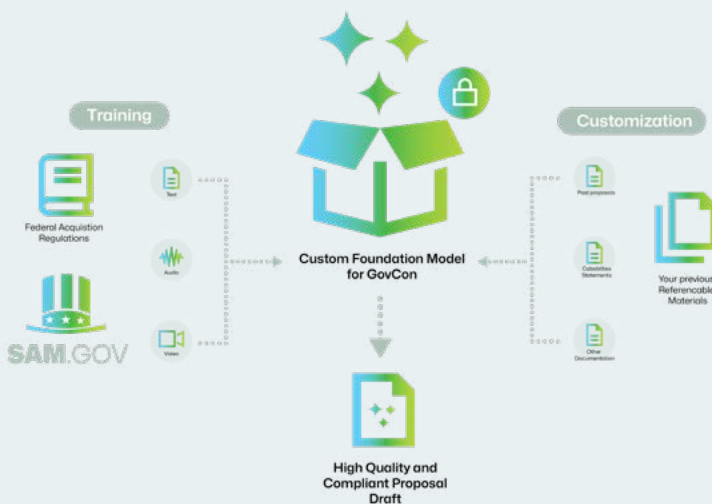 Training
Federal Acquistion
Regulations
SAM.GOV
Text
Audio
Video
Custom Foundation Model
for GovCon
High Quality and
Compliant Proposal
Draft
Customization
Past proposals
Capabilities
Statements
Other
Documentation
Your previous
Referencable
Materials